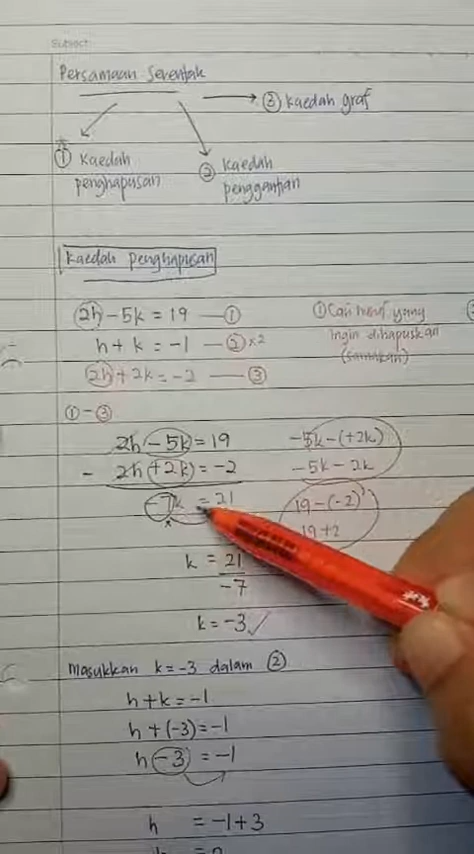 Subject:
Persamaan Serentak
③ kaedah graf
① kaedah penghapusan
② kaedah penggantian
kaedah penghapusan
2h - 5k = 19 — ①
h + k = -1 — ② ×2
2h + 2k = -2 — ③
① yang
ingin dihapuskan
(samakan)
① - ③
2h - 5k = 19
- 2h + 2k = -2
-7k = 21
-5k - (+2k)
-5k - 2k
19 - (-2)
19 + 2
k = 21
-7
k = -3 ✓
Masukkan k = -3 dalam ②
h + k = -1
h + (-3) = -1
h - 3 = -1
h = -1 + 3